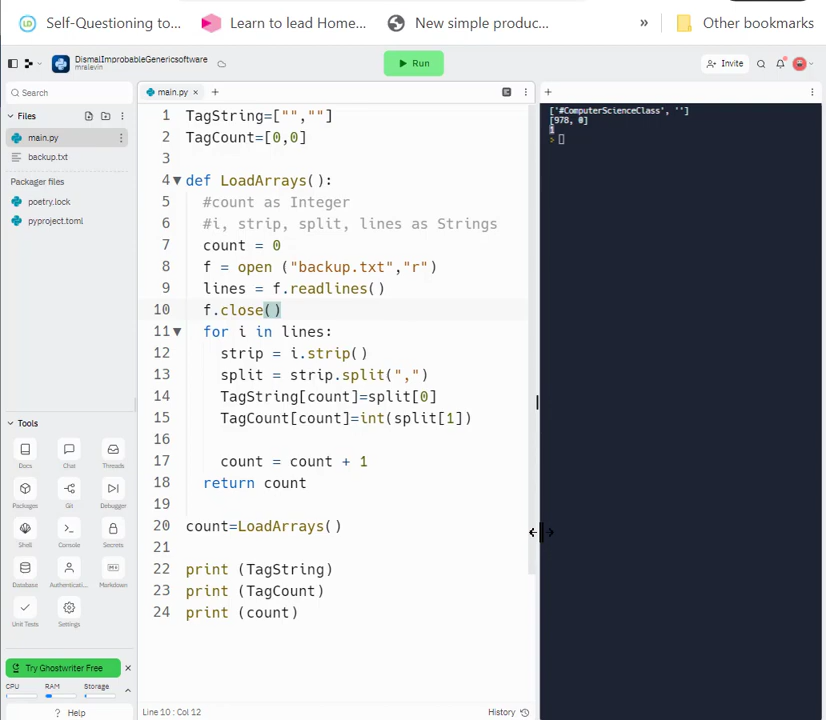 Self-Questioning to...
Learn to lead Home...
New simple produc...
»
Other bookmarks
DismalImprobableGenericsoftware
mralevin
Run
Invite
Search
main.py ×
+
+
Files
main.py
backup.txt
Packager files
poetry.lock
pyproject.toml
1 TagString=["",""]
2 TagCount=[0,0]
3
4 def LoadArrays():
5 #count as Integer
6 #i, strip, split, lines as Strings
7 count = 0
8 f = open ("backup.txt","r")
9 lines = f.readlines()
10 f.close()
11 for i in lines:
12 strip = i.strip()
13 split = strip.split(",")
14 TagString[count]=split[0]
15 TagCount[count]=int(split[1])
16
17 count = count + 1
18 return count
19
20 count=LoadArrays()
21
22 print (TagString)
23 print (TagCount)
24 print (count)
['#ComputerScienceClass', '']
[978, 0]
1
>
Tools
Docs
Chat
Threads
Packages
Git
Debugger
Shell
Console
Secrets
Database
Authenticati...
Markdown
Unit Tests
Settings
Try Ghostwriter Free ×
CPU
RAM
Storage
? Help
Line 10 : Col 12
History